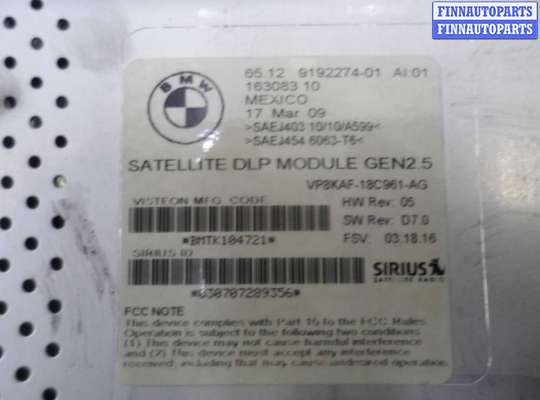 FINNAUTOPARTS
FINNAUTOPARTS
BMW
65.12 9192274-01 AI:01
163083 10
MEXICO
17 Mar 09
>SAEJ403 10/10/A599<
>SAEJ454 6063-T6<
SATELLITE DLP MODULE GEN2.5
VP8KAF-18C961-AG
VISTEON MFG CODE
HW Rev: 05
SW Rev: D7.0
*BMTK104721*
FSV: 03.18.16
SIRIUS ID
SIRIUS
SATELLITE RADIO
*030707289356*
FCC NOTE
This device complies with Part 15 to the FCC Rules
Operation is subject to the following two conditions
(1) This device may not cause harmful interference
and (2) This device must accept any interference
received, including interference that may cause undesired operation.
FINNAUTOPARTS
FINNAUTOPARTS